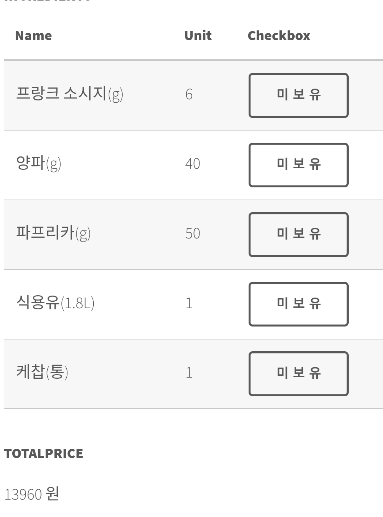 Name Unit Checkbox
프랑크 소시지(g) 6 미 보 유
양파(g) 40 미 보 유
파프리카(g) 50 미 보 유
식용유(1.8L) 1 미 보 유
케찹(통) 1 미 보 유
TOTALPRICE
13960 원